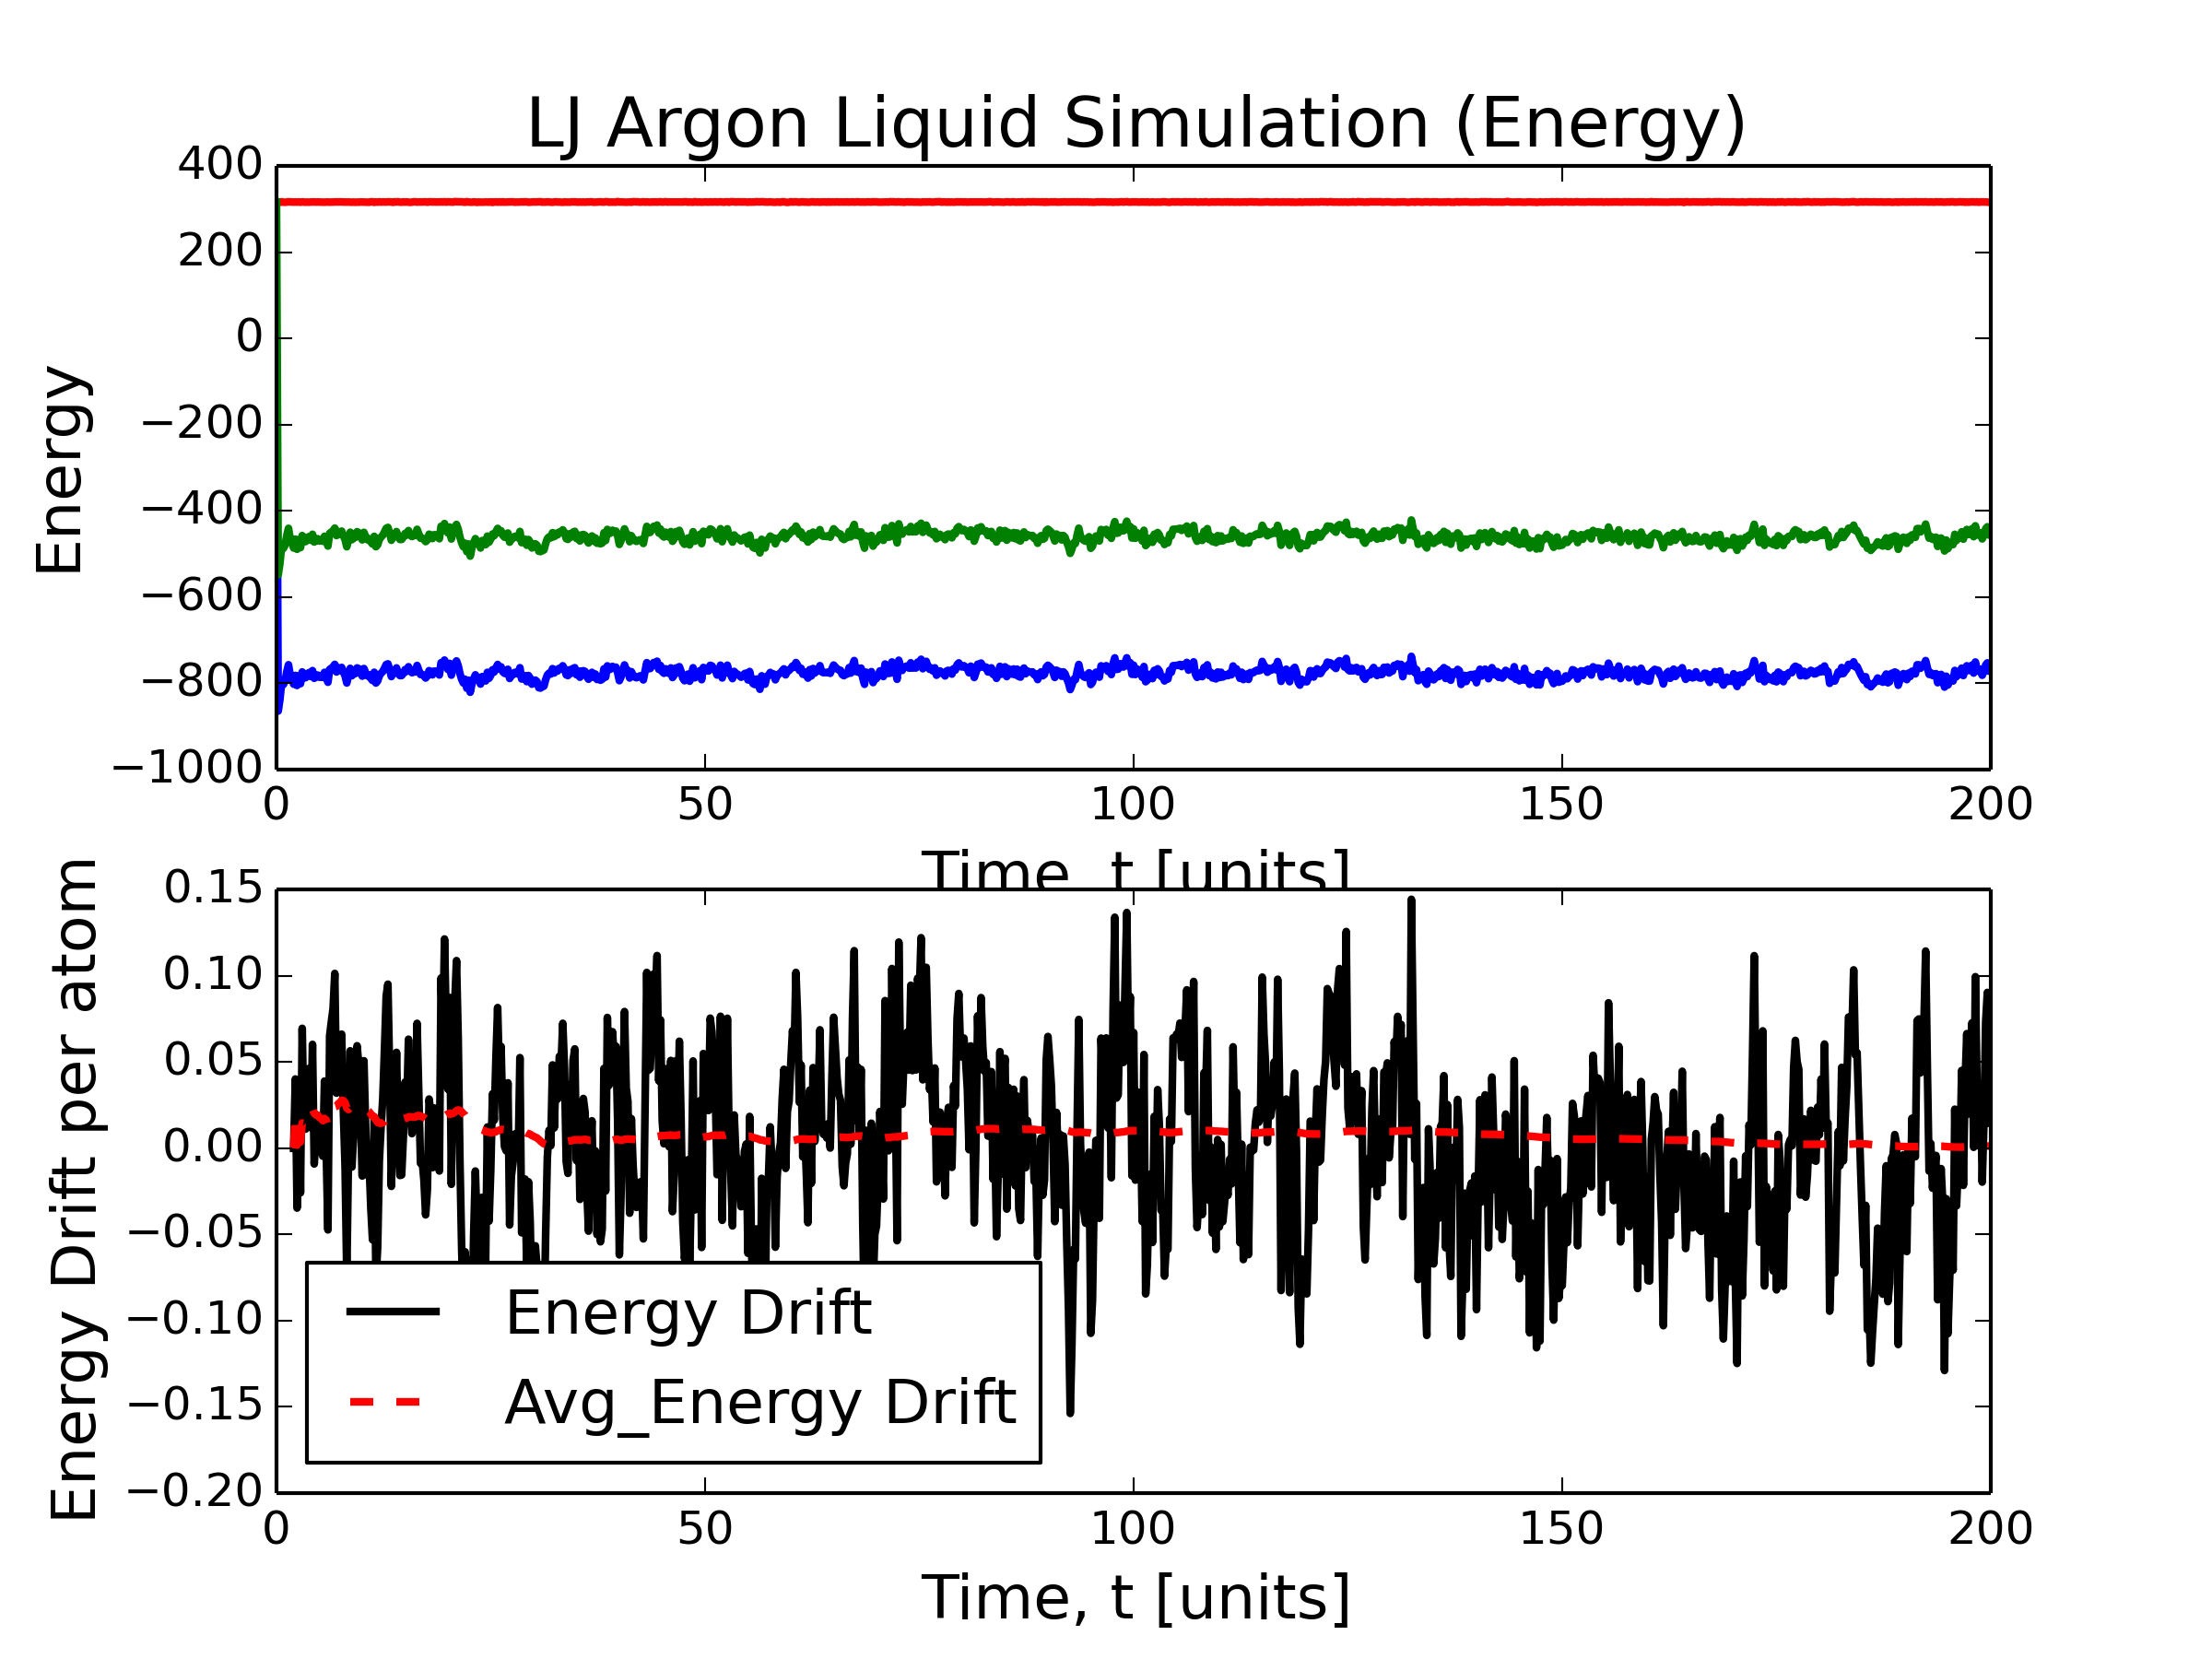 LJ Argon Liquid Simulation (Energy)
400
200
0
−200
−400
−600
−800
−1000
Energy
0 50 100 150 200
Time, t [units]
0.15
0.10
0.05
0.00
−0.05
−0.10
−0.15
−0.20
Energy Drift per atom
Energy Drift
Avg_Energy Drift
0 50 100 150 200
Time, t [units]